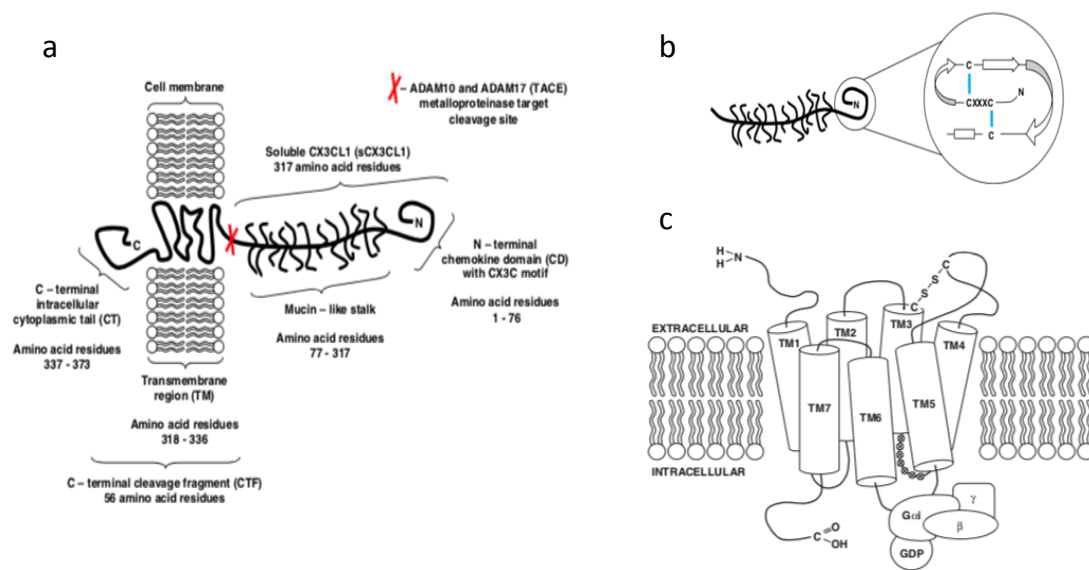 a
Cell membrane
X – ADAM10 and ADAM17 (TACE)
metalloproteinase target
cleavage site
Soluble CX3CL1 (sCX3CL1)
317 amino acid residues
C
N
N – terminal
chemokine domain (CD)
with CX3C motif
Amino acid residues
1 - 76
C – terminal
intracellular
cytoplasmic tail (CT)
Amino acid residues
337 - 373
Mucin – like stalk
Amino acid residues
77 - 317
Transmembrane
region (TM)
Amino acid residues
318 - 336
C – terminal cleavage fragment (CTF)
56 amino acid residues
b
N
C
N
CXXXC
C
c
H
H
N
C
S
S
C
EXTRACELLULAR
TM1
TM2
TM3
TM4
TM7
TM6
TM5
INTRACELLULAR
C
O
OH
Gαi
γ
β
GDP